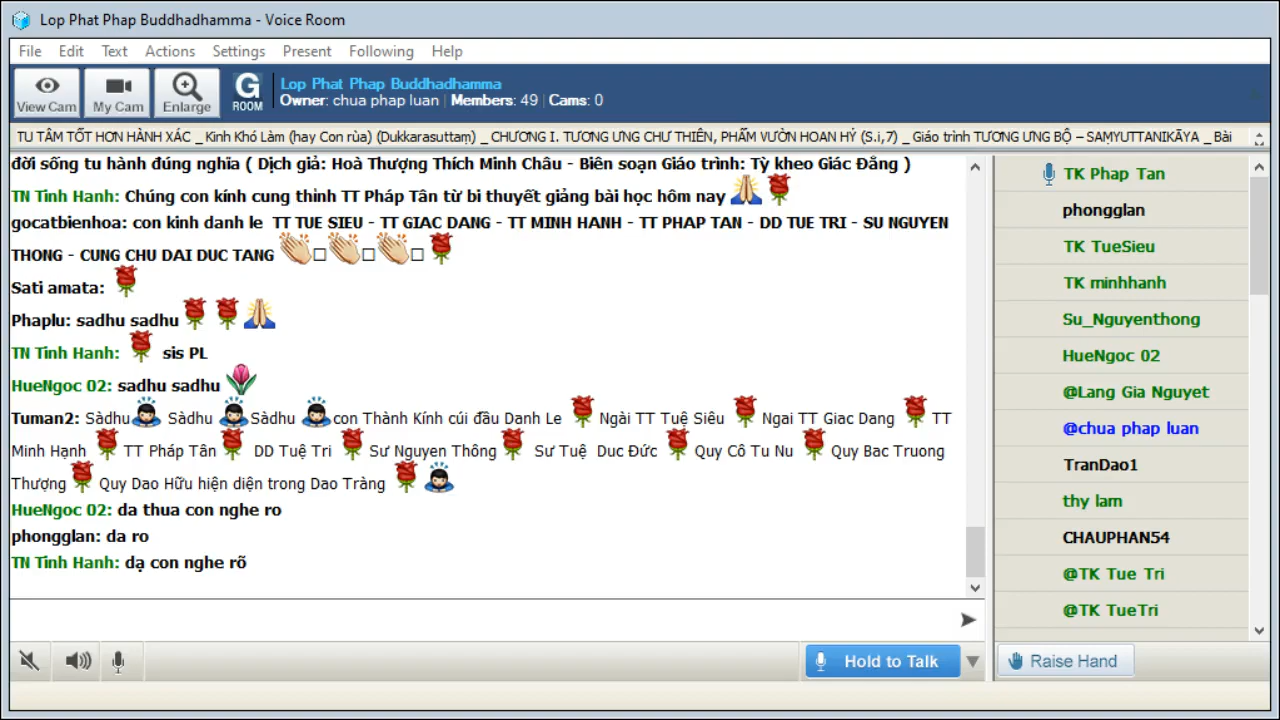 Lop Phat Phap Buddhadhamma - Voice Room
File Edit Text Actions Settings Present Following Help
View Cam
My Cam
Enlarge
G ROOM
Lop Phat Phap Buddhadhamma
Owner: chua phap luan | Members: 49 | Cams: 0
TU TÂM TỐT HƠN HÀNH XÁC _Kinh Khó Làm (hay Con rùa) (Dukkarasuttaṃ) _CHƯƠNG I. TƯƠNG ƯNG CHƯ THIÊN, PHẨM VƯỜN HOAN HỶ (S.i,7) _Giáo trình TƯƠNG ƯNG BỘ – SAṂYUTTANIKĀYA _Bài
đời sống tu hành đúng nghĩa ( Dịch giả: Hoà Thượng Thích Minh Châu - Biên soạn Giáo trình: Tỳ kheo Giác Đẳng )
TN Tinh Hanh: Chúng con kính cung thỉnh TT Pháp Tân từ bi thuyết giảng bài học hôm nay 🙏🌹
gocatbienhoa: con kinh danh le TT TUE SIEU - TT GIAC DANG - TT MINH HANH - TT PHAP TAN - DD TUE TRI - SU NGUYEN
THONG - CUNG CHU DAI DUC TANG 👏□👏□👏□🌹
Sati amata: 🌹
Phaplu: sadhu sadhu 🌹🌹🙏
TN Tinh Hanh: 🌹 sis PL
HueNgoc 02: sadhu sadhu 🌷
Tuman2: Sàdhu🙇 Sàdhu 🙇Sàdhu 🙇con Thành Kính cúi đầu Danh Le 🌹 Ngài TT Tuệ Siêu 🌹 Ngai TT Giac Dang 🌹 TT
Minh Hạnh 🌹 TT Pháp Tân🌹 DD Tuệ Tri 🌹 Sư Nguyen Thông🌹 Sư Tuệ Duc Đức 🌹Quy Cô Tu Nu 🌹Quy Bac Truong
Thượng 🌹Quy Dao Hữu hiện diện trong Dao Tràng 🌹🙇
HueNgoc 02: da thua con nghe ro
phongglan: da ro
TN Tinh Hanh: dạ con nghe rõ
Hold to Talk
TK Phap Tan
phongglan
TK TueSieu
TK minhhanh
Su_Nguyenthong
HueNgoc 02
@Lang Gia Nguyet
@chua phap luan
TranDao1
thy lam
CHAUPHAN54
@TK Tue Tri
@TK TueTri
Raise Hand